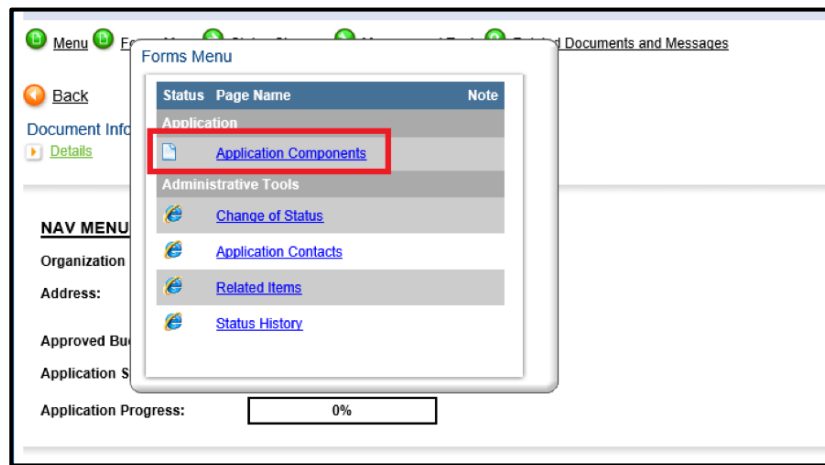 Menu
Related Documents and Messages
Forms Menu
Back
Status Page Name Note
Document Info
Application
Details
Application Components
Administrative Tools
Change of Status
NAV MENU
Application Contacts
Organization
Address:
Related Items
Status History
Approved Bu
Application S
Application Progress: 0%